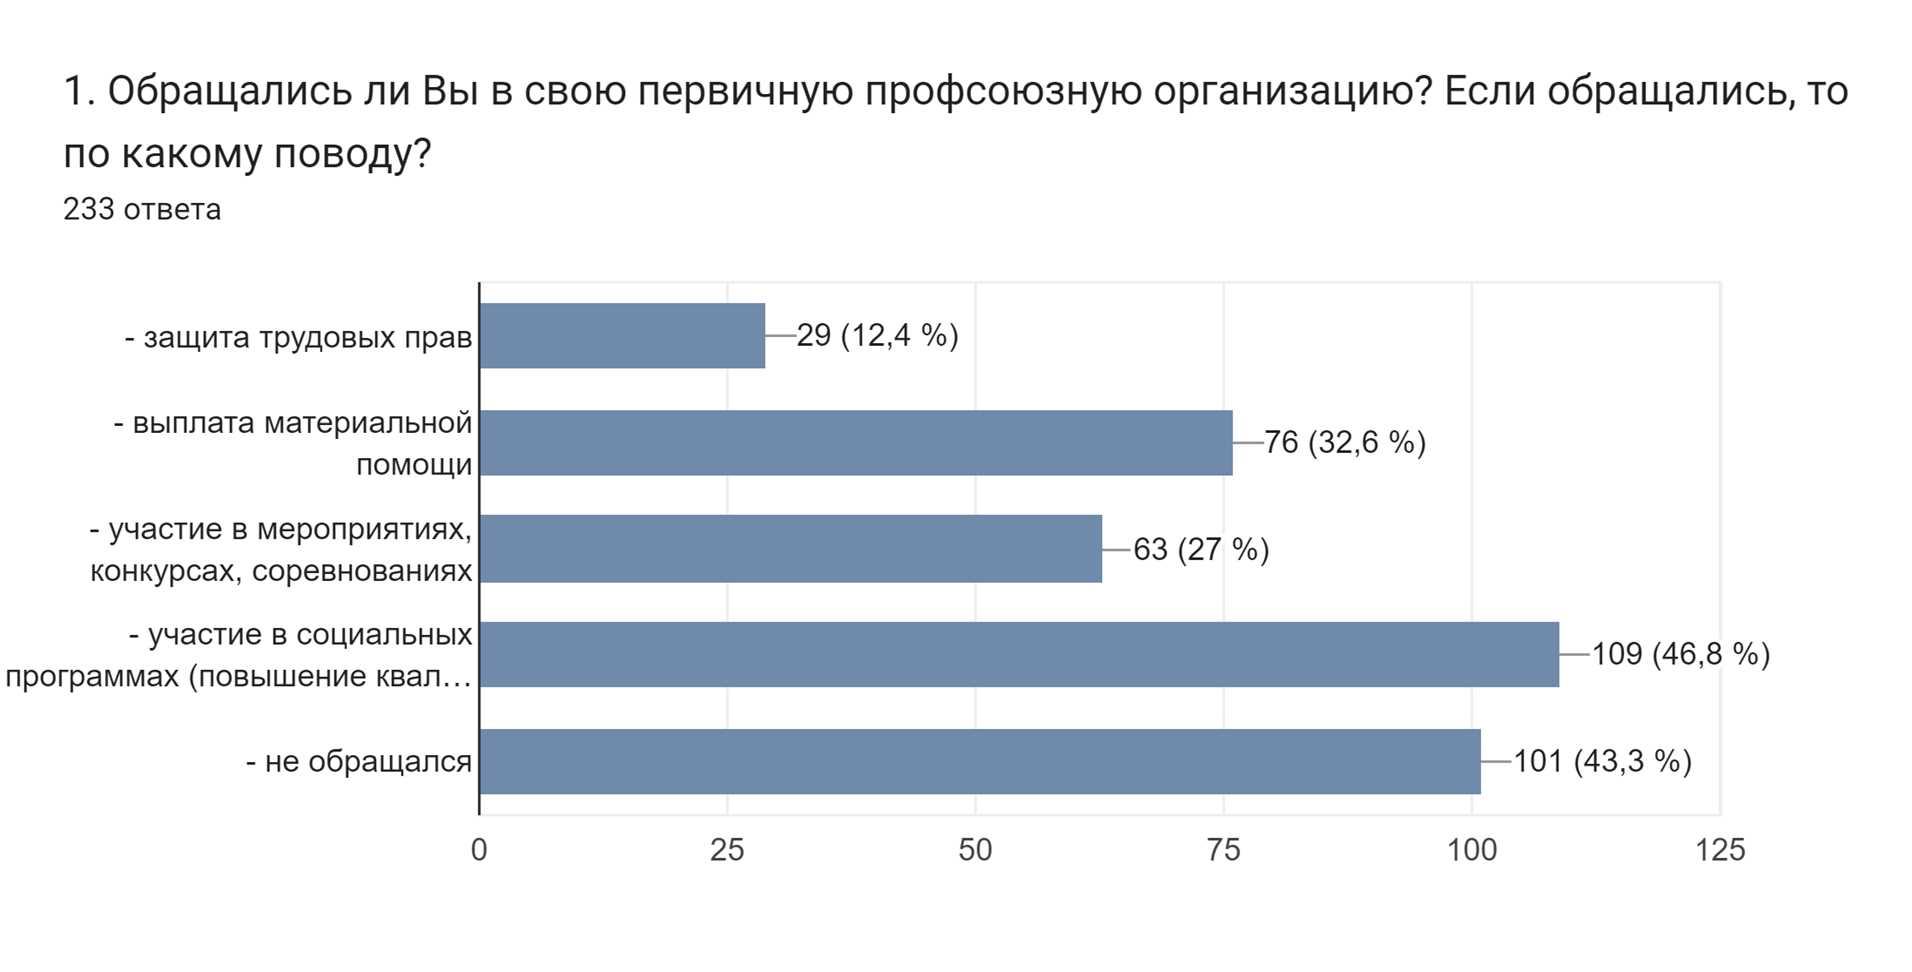 1. Обращались ли Вы в свою первичную профсоюзную организацию? Если обращались, то
по какому поводу?
233 ответа
- защита трудовых прав
29 (12,4 %)
- выплата материальной
помощи
76 (32,6 %)
- участие в мероприятиях,
конкурсах, соревнованиях
63 (27 %)
- участие в социальных
программах (повышение квал…
109 (46,8 %)
- не обращался
101 (43,3 %)
0 25 50 75 100 125